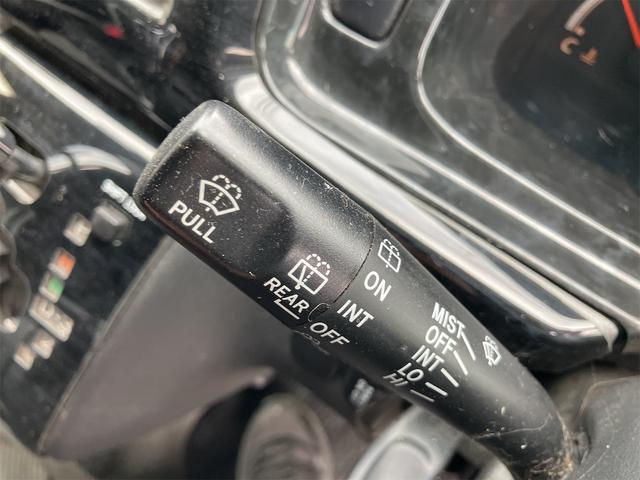 PULL
REAR
ON
INT
OFF
MIST
OFF
INT
LO
HI
C